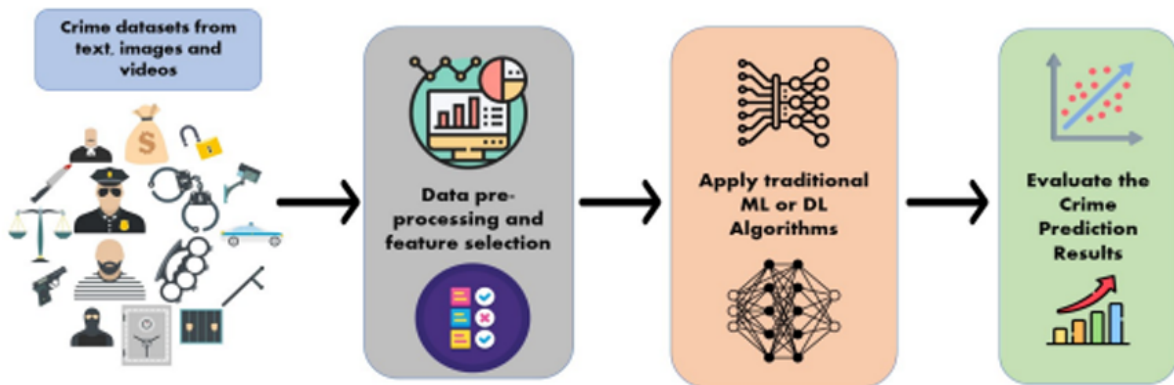 Crime datasets from
text, images and
videos
$
Data pre-
processing and
feature selection
Apply traditional
ML or DL
Algorithms
Evaluate the
Crime
Prediction
Results